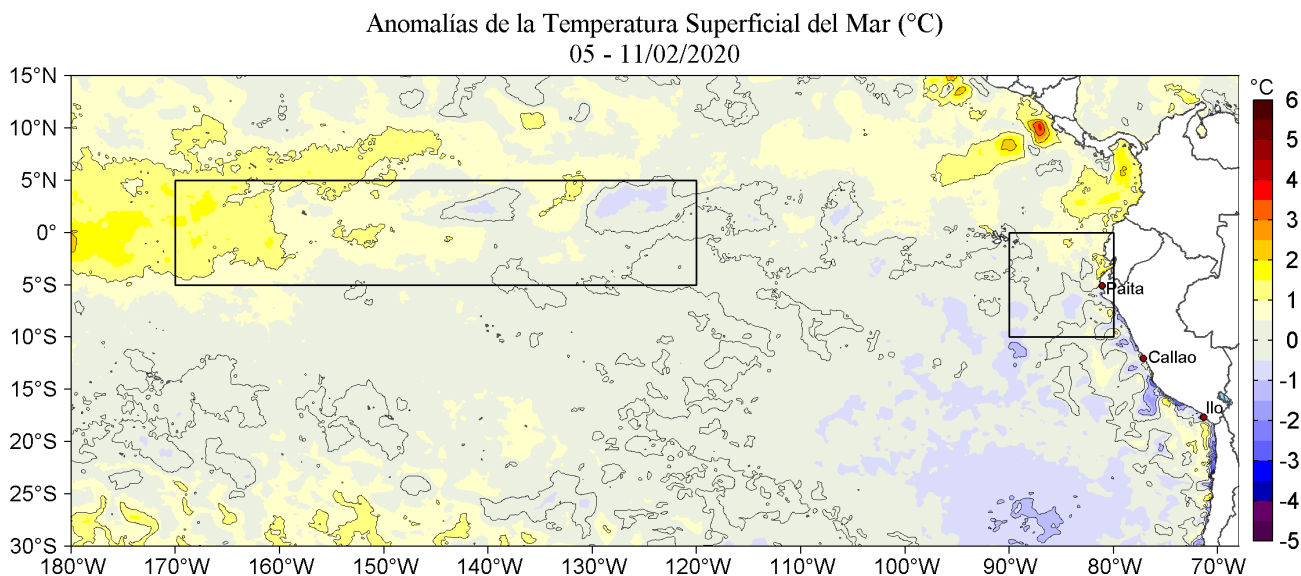 Anomalías de la Temperatura Superficial del Mar (°C)
05 - 11/02/2020
15°N
10°N
5°N
0°
5°S
10°S
15°S
20°S
25°S
30°S
180°W
170°W
160°W
150°W
140°W
130°W
120°W
110°W
100°W
90°W
80°W
70°W
Paita
Callao
Ilo
°C
6
5
4
3
2
1
0
-1
-2
-3
-4
-5